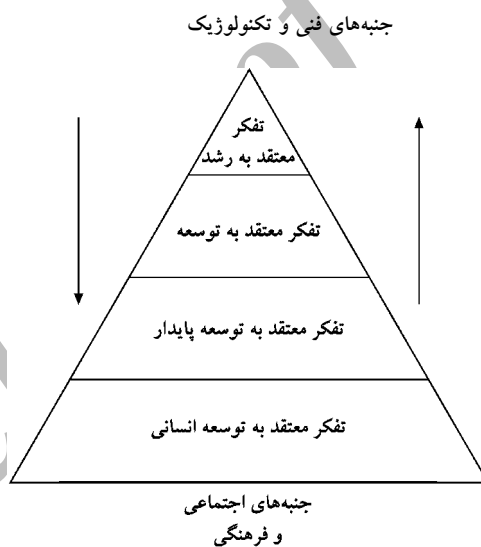 جنبه‌های فنی و تکنولوژیک
تفکر
معتقد به رشد
تفکر معتقد به توسعه
تفکر معتقد به توسعه پایدار
تفکر معتقد به توسعه انسانی
جنبه‌های اجتماعی
و فرهنگی